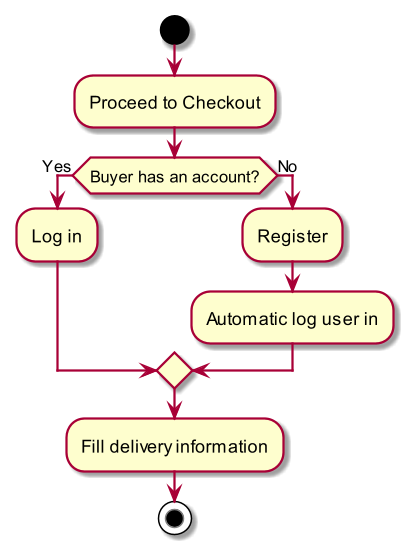 Proceed to Checkout
Yes
Buyer has an account?
No
Log in
Register
Automatic log user in
Fill delivery information